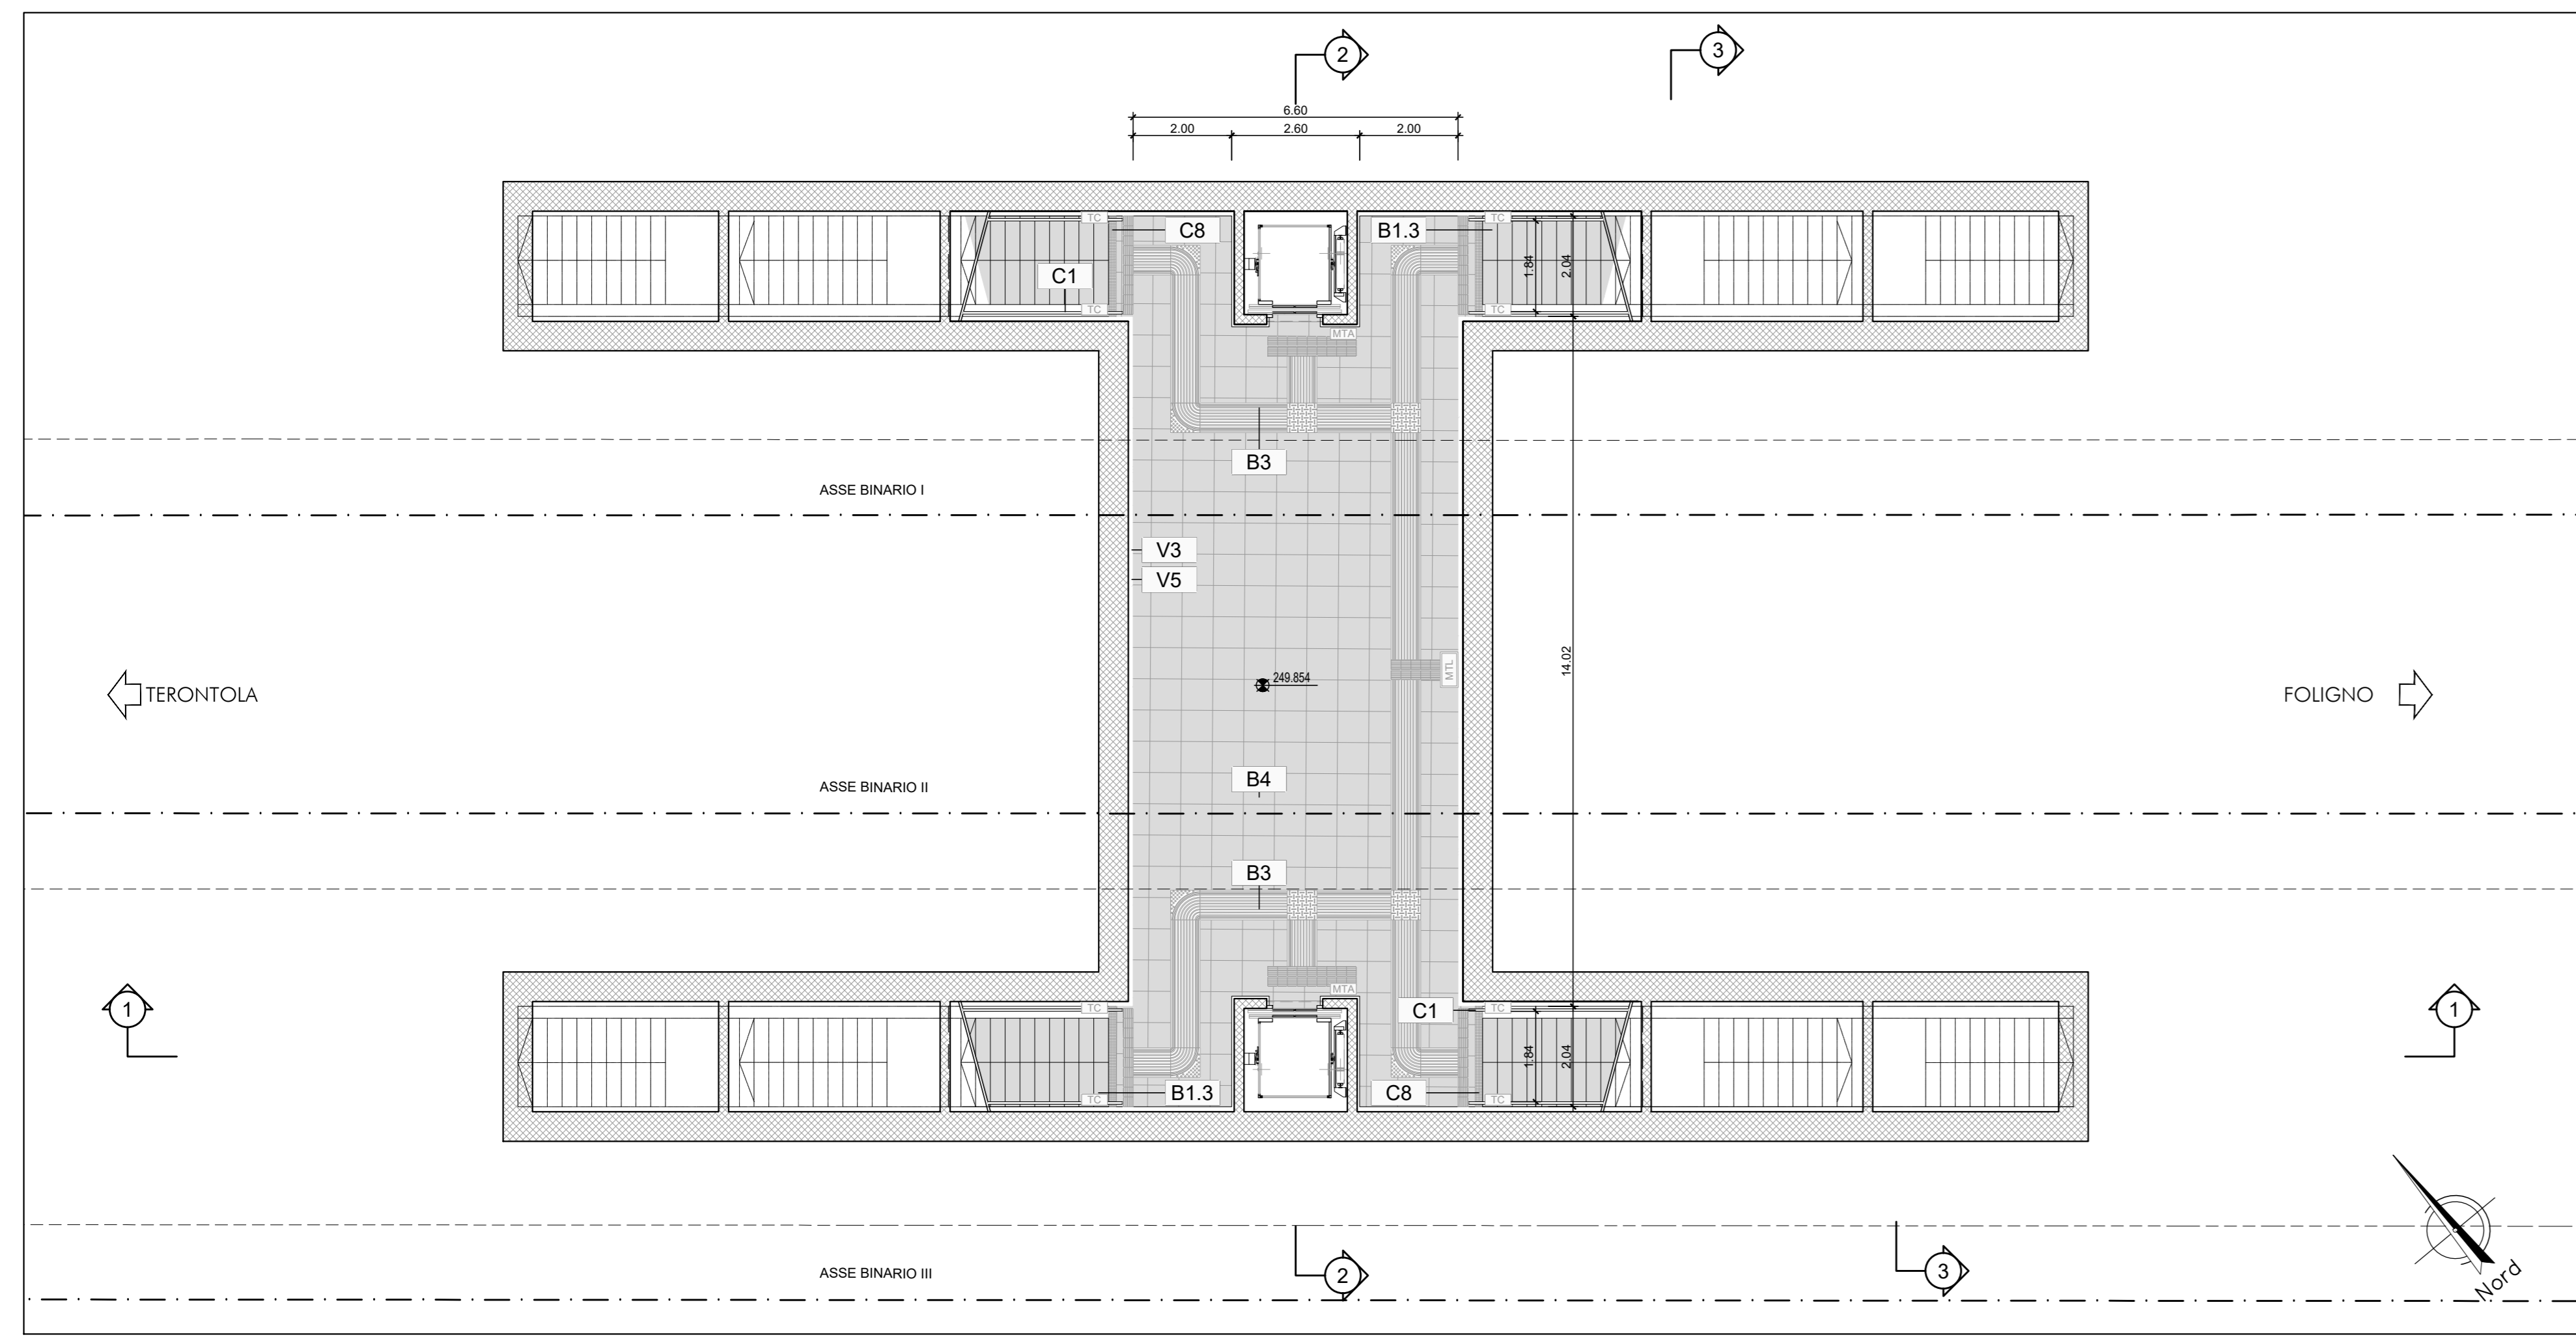 2
3
6.60
2.00 2.60 2.00
TC TC
C8 B1.3
C1
1.84 2.04
TC TC
MTA
B3
ASSE BINARIO I
V3
V5
14.02
MTL
249.854
TERONTOLA FOLIGNO
B4
ASSE BINARIO II
B3
MTA
1 1
TC C1 TC
1.84 2.04
B1.3 C8
TC TC
ASSE BINARIO III
2
3
Nord